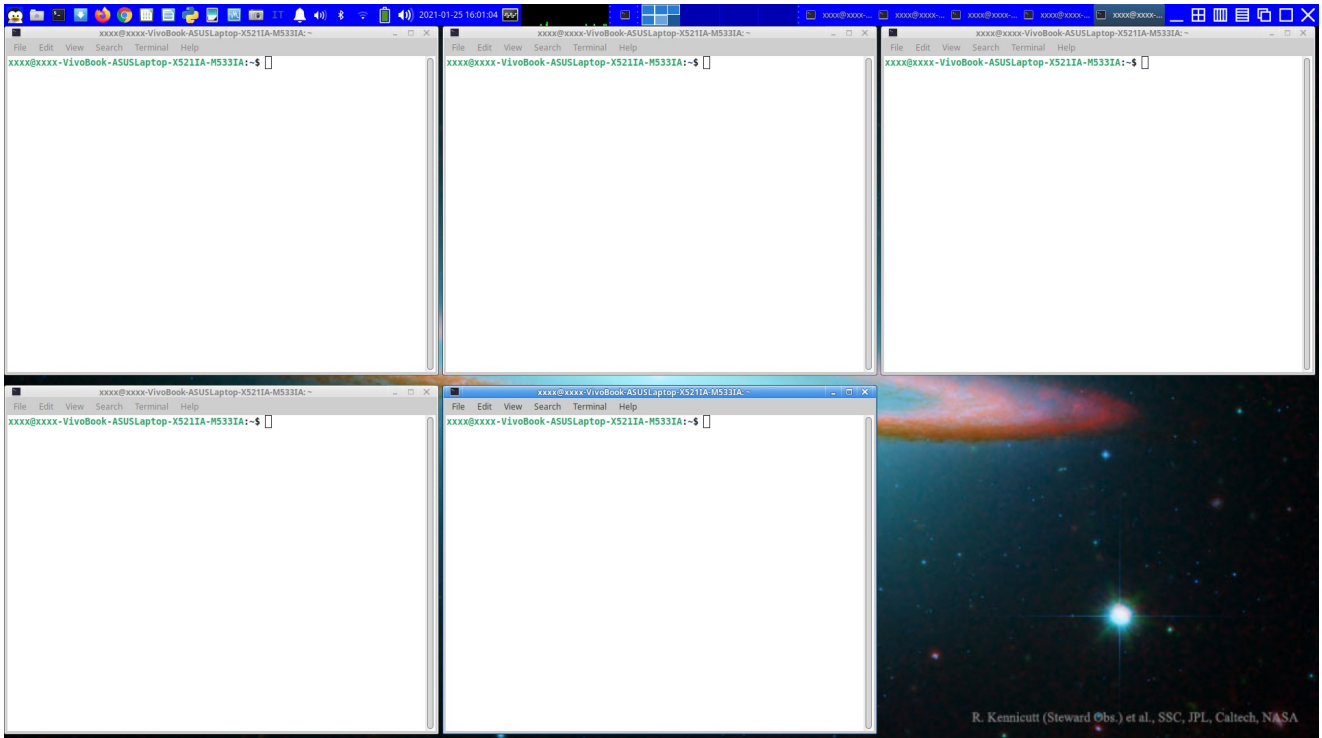 IT
2021-01-25 16:01:04
xxxx@xxxx-...
xxxx@xxxx-...
xxxx@xxxx-...
xxxx@xxxx-...
xxxx@xxxx-...
xxxx@xxxx-VivoBook-ASUSLaptop-X521IA-M533IA: ~
File Edit View Search Terminal Help
xxxx@xxxx-VivoBook-ASUSLaptop-X521IA-M533IA:~$
xxxx@xxxx-VivoBook-ASUSLaptop-X521IA-M533IA: ~
File Edit View Search Terminal Help
xxxx@xxxx-VivoBook-ASUSLaptop-X521IA-M533IA:~$
xxxx@xxxx-VivoBook-ASUSLaptop-X521IA-M533IA: ~
File Edit View Search Terminal Help
xxxx@xxxx-VivoBook-ASUSLaptop-X521IA-M533IA:~$
xxxx@xxxx-VivoBook-ASUSLaptop-X521IA-M533IA: ~
File Edit View Search Terminal Help
xxxx@xxxx-VivoBook-ASUSLaptop-X521IA-M533IA:~$
xxxx@xxxx-VivoBook-ASUSLaptop-X521IA-M533IA: ~
File Edit View Search Terminal Help
xxxx@xxxx-VivoBook-ASUSLaptop-X521IA-M533IA:~$
R. Kennicutt (Steward Obs.) et al., SSC, JPL, Caltech, NASA